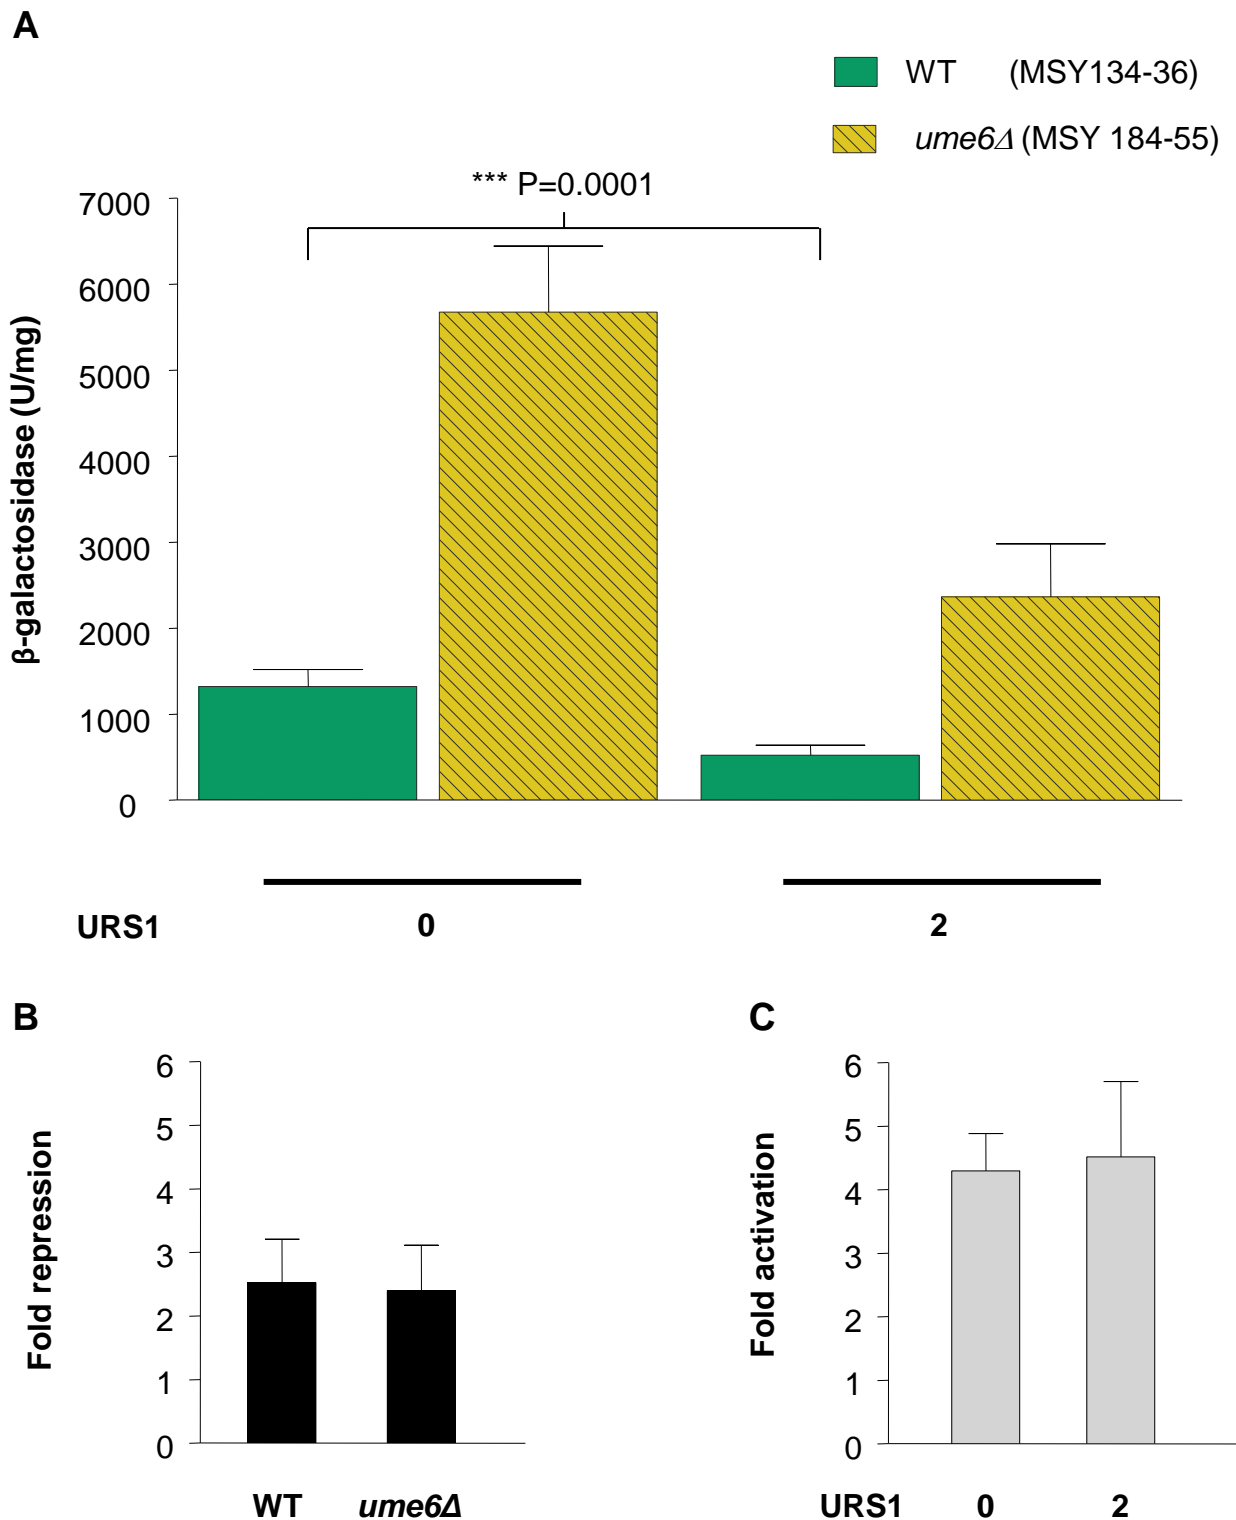 A
WT (MSY134-36)
ume6Δ (MSY 184-55)
*** P=0.0001
7000
6000
5000
4000
3000
2000
1000
0
β-galactosidase (U/mg)
URS1 0 2
B
6
5
4
3
2
1
0
Fold repression
WT ume6Δ
C
6
5
4
3
2
1
0
Fold activation
URS1 0 2